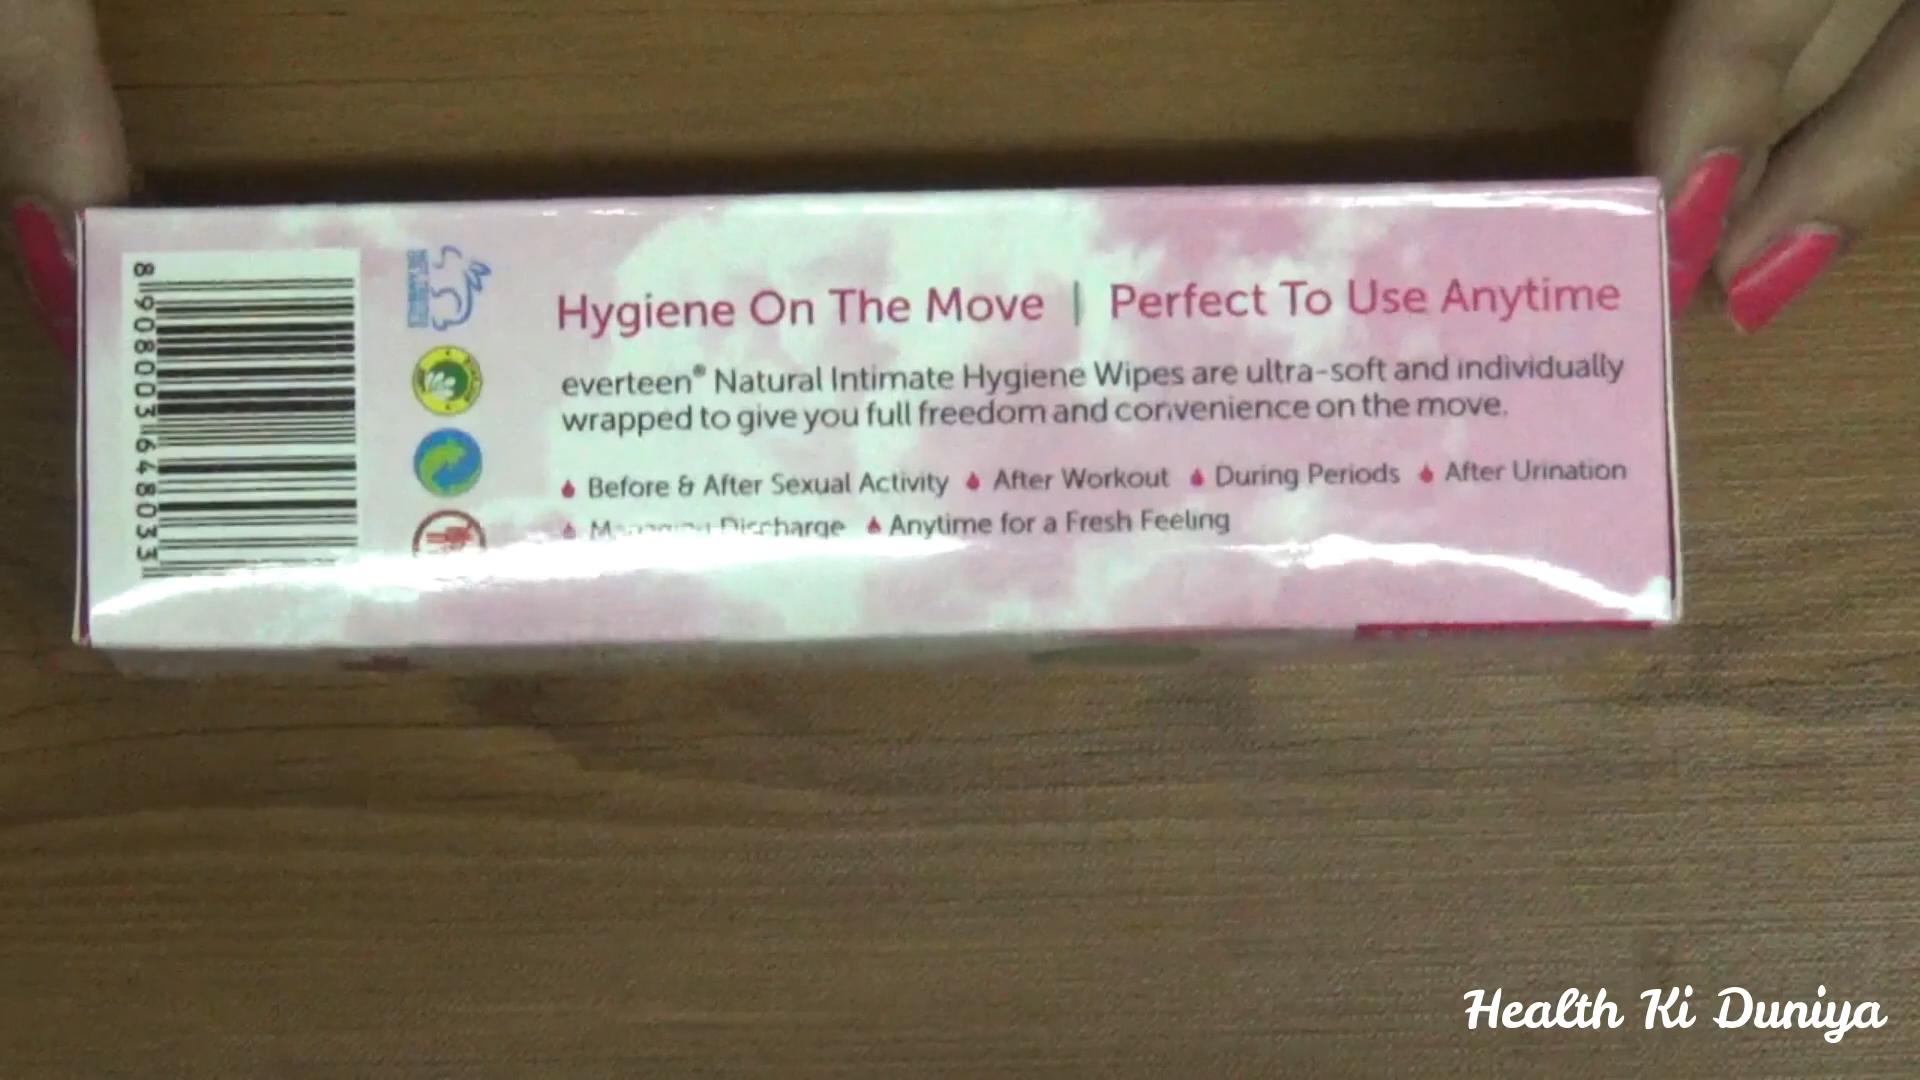 8 908003 648033
Hygiene On The Move | Perfect To Use Anytime
everteen® Natural Intimate Hygiene Wipes are ultra-soft and individually
wrapped to give you full freedom and convenience on the move.
Before & After Sexual Activity After Workout During Periods After Urination
Discharge Anytime for a Fresh Feeling
Health Ki Duniya